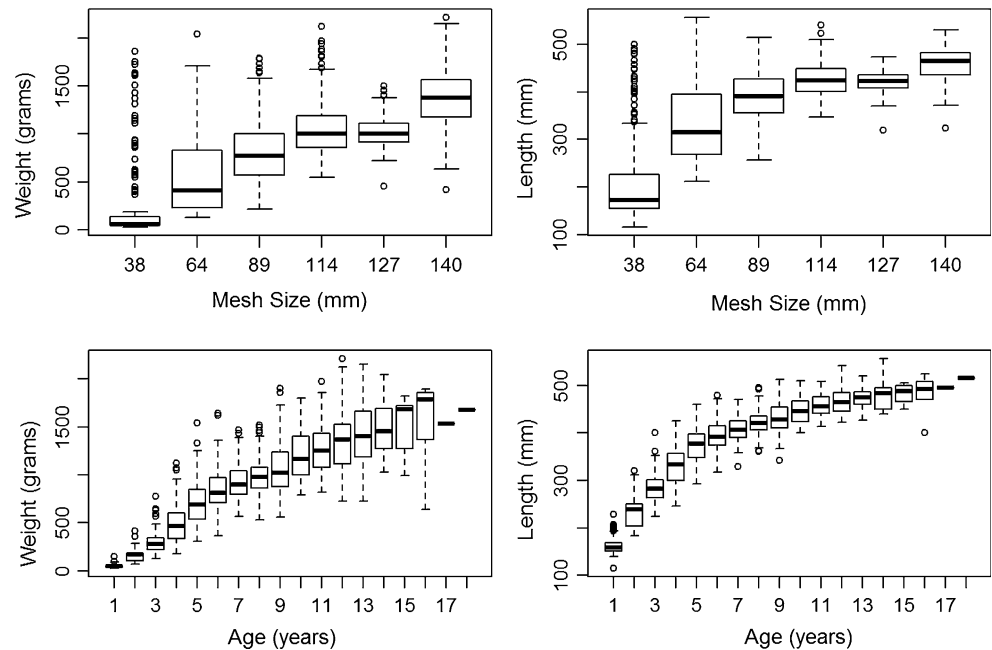 Weight (grams)
0 500 1500
38 64 89 114 127 140
Mesh Size (mm)
Length (mm)
100 300 500
38 64 89 114 127 140
Mesh Size (mm)
Weight (grams)
0 500 1500
1 3 5 7 9 11 13 15 17
Age (years)
Length (mm)
100 300 500
1 3 5 7 9 11 13 15 17
Age (years)